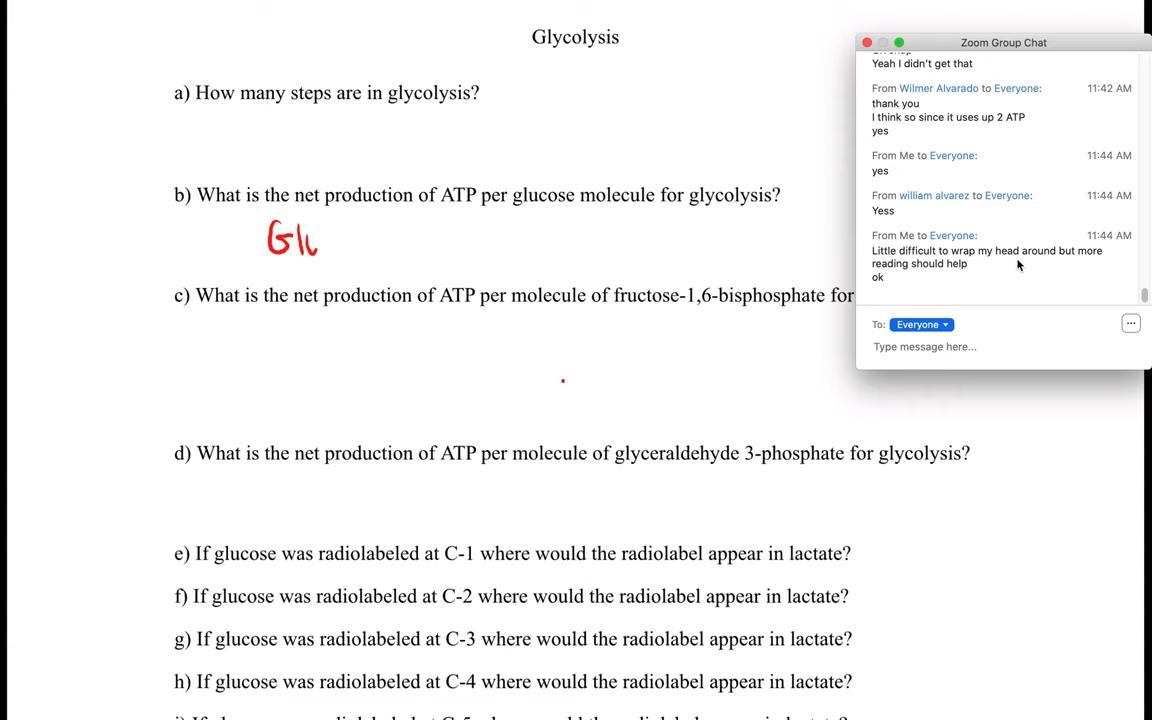 Glycolysis
a) How many steps are in glycolysis?
b) What is the net production of ATP per glucose molecule for glycolysis?
Glu
c) What is the net production of ATP per molecule of fructose-1,6-bisphosphate for
d) What is the net production of ATP per molecule of glyceraldehyde 3-phosphate for glycolysis?
e) If glucose was radiolabeled at C-1 where would the radiolabel appear in lactate?
f) If glucose was radiolabeled at C-2 where would the radiolabel appear in lactate?
g) If glucose was radiolabeled at C-3 where would the radiolabel appear in lactate?
h) If glucose was radiolabeled at C-4 where would the radiolabel appear in lactate?
Zoom Group Chat
Yeah I didn't get that
From Wilmer Alvarado to Everyone: 11:42 AM
thank you
I think so since it uses up 2 ATP
yes
From Me to Everyone: 11:44 AM
yes
From william alvarez to Everyone: 11:44 AM
Yess
From Me to Everyone: 11:44 AM
Little difficult to wrap my head around but more
reading should help
ok
To: Everyone
Type message here...